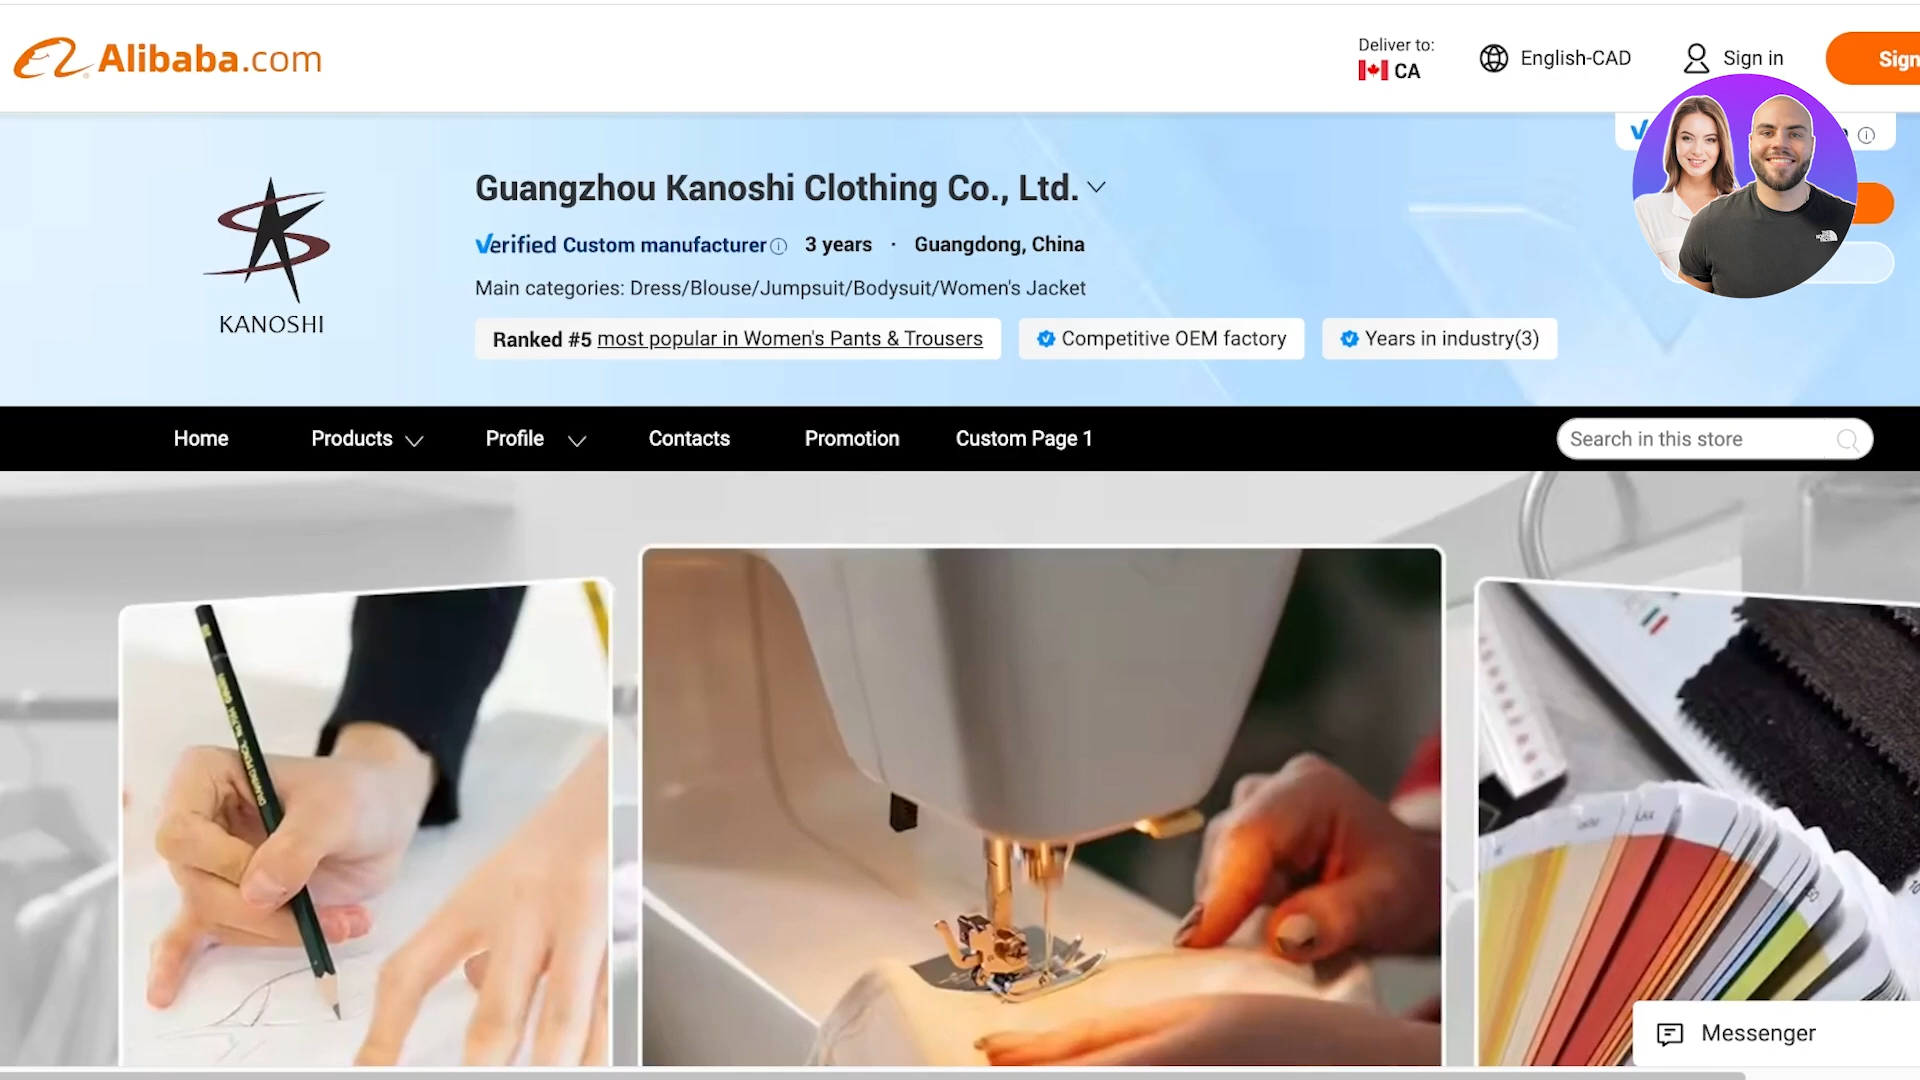 Alibaba.com
Deliver to:
CA
English-CAD
Sign in
Sign
Guangzhou Kanoshi Clothing Co., Ltd.
Verified Custom manufacturer 3 years · Guangdong, China
Main categories: Dress/Blouse/Jumpsuit/Bodysuit/Women's Jacket
KANOSHI
Ranked #5 most popular in Women's Pants & Trousers
Competitive OEM factory
Years in industry(3)
Home
Products
Profile
Contacts
Promotion
Custom Page 1
Search in this store
Messenger